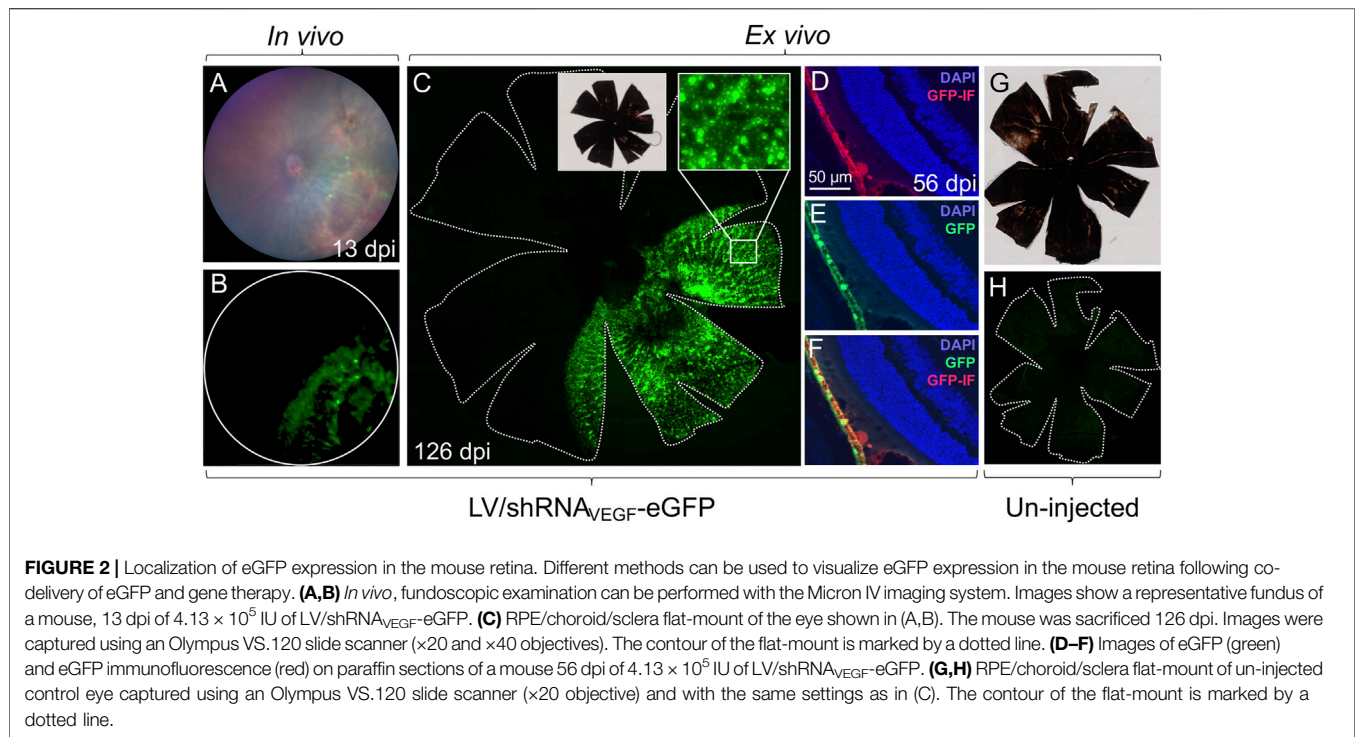 In vivo
Ex vivo
A
13 dpi
B
C
126 dpi
D
DAPI
GFP-IF
50 µm
56 dpi
E
DAPI
GFP
F
DAPI
GFP
GFP-IF
G
H
LV/shRNAVEGF-eGFP
Un-injected
FIGURE 2 | Localization of eGFP expression in the mouse retina. Different methods can be used to visualize eGFP expression in the mouse retina following co-
delivery of eGFP and gene therapy. (A,B) In vivo, fundoscopic examination can be performed with the Micron IV imaging system. Images show a representative fundus of
a mouse, 13 dpi of 4.13 × 10⁵ IU of LV/shRNAVEGF-eGFP. (C) RPE/choroid/sclera flat-mount of the eye shown in (A,B). The mouse was sacrificed 126 dpi. Images were
captured using an Olympus VS.120 slide scanner (×20 and ×40 objectives). The contour of the flat-mount is marked by a dotted line. (D–F) Images of eGFP (green)
and eGFP immunofluorescence (red) on paraffin sections of a mouse 56 dpi of 4.13 × 10⁵ IU of LV/shRNAVEGF-eGFP. (G,H) RPE/choroid/sclera flat-mount of un-injected
control eye captured using an Olympus VS.120 slide scanner (×20 objective) and with the same settings as in (C). The contour of the flat-mount is marked by a
dotted line.